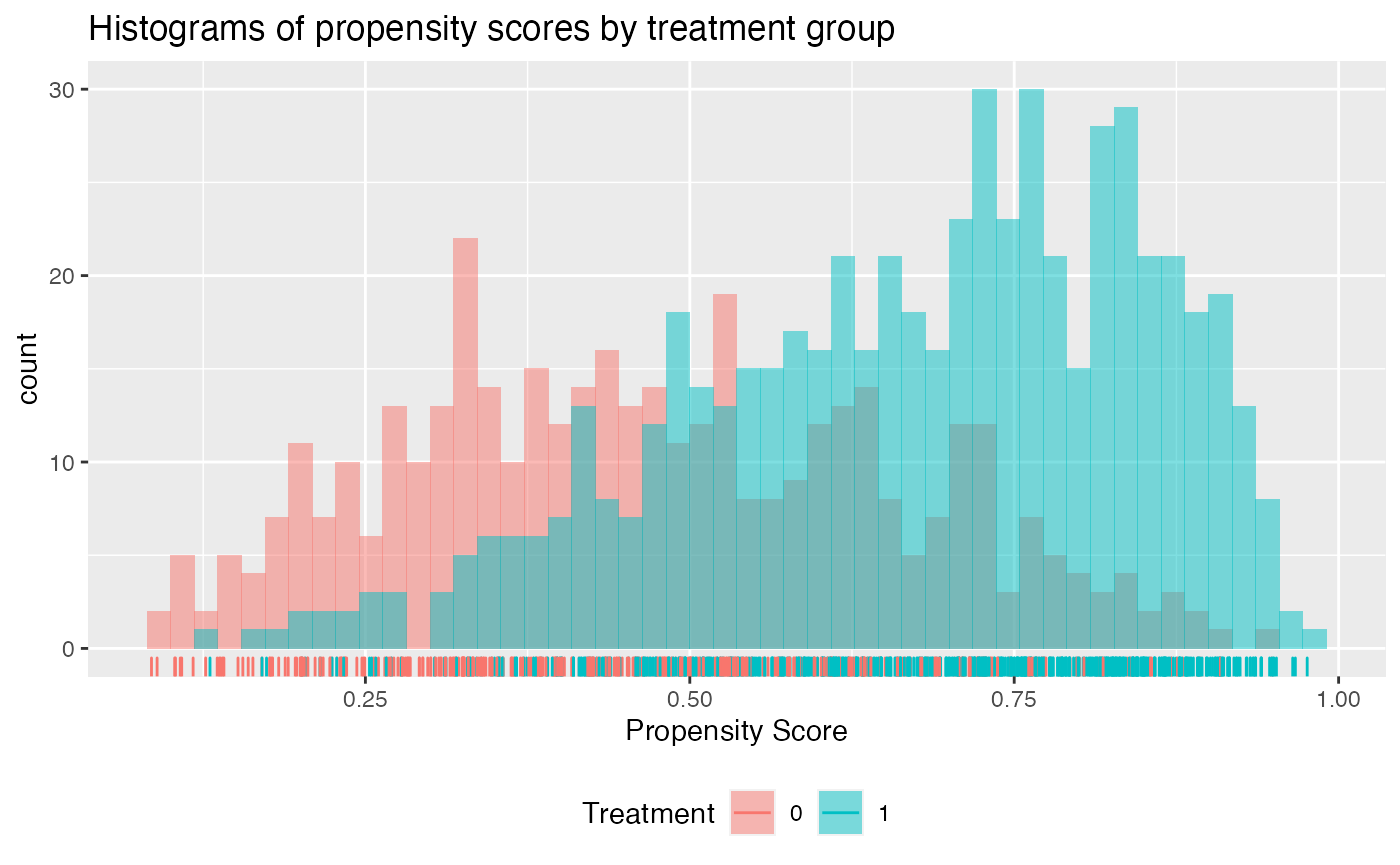 Histograms of propensity scores by treatment group
30
20
10
0
count
0.25 0.50 0.75 1.00
Propensity Score
Treatment 0 1